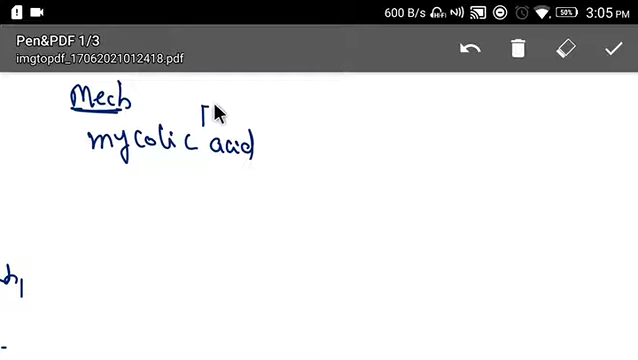 600 B/s 50% 3:05 PM
Pen&PDF 1/3
imgtopdf_17062021012418.pdf
Mech
mycolic acid